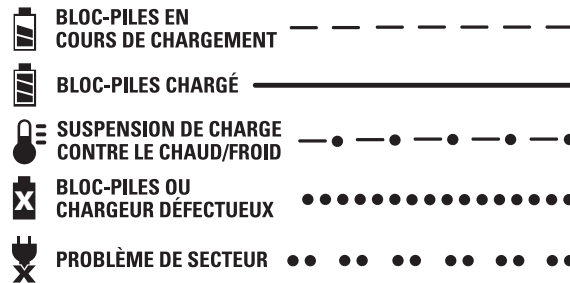 BLOC-PILES EN
COURS DE CHARGEMENT
BLOC-PILES CHARGÉ
SUSPENSION DE CHARGE
CONTRE LE CHAUD/FROID
BLOC-PILES OU
CHARGEUR DÉFECTUEUX
PROBLÈME DE SECTEUR